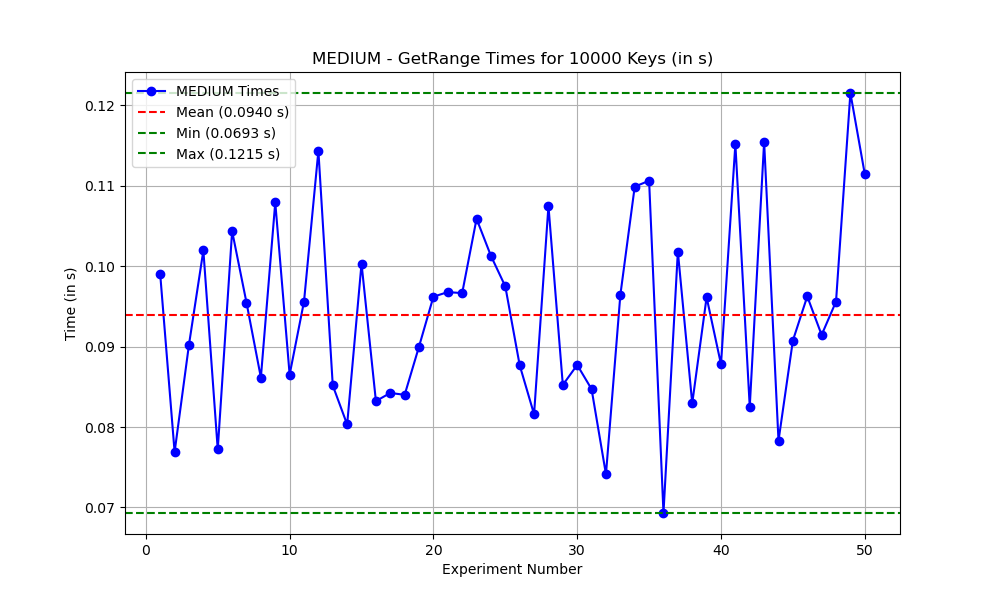 MEDIUM - GetRange Times for 10000 Keys (in s)
MEDIUM Times
Mean (0.0940 s)
Min (0.0693 s)
Max (0.1215 s)
Time (in s)
0.12
0.11
0.10
0.09
0.08
0.07
0 10 20 30 40 50
Experiment Number